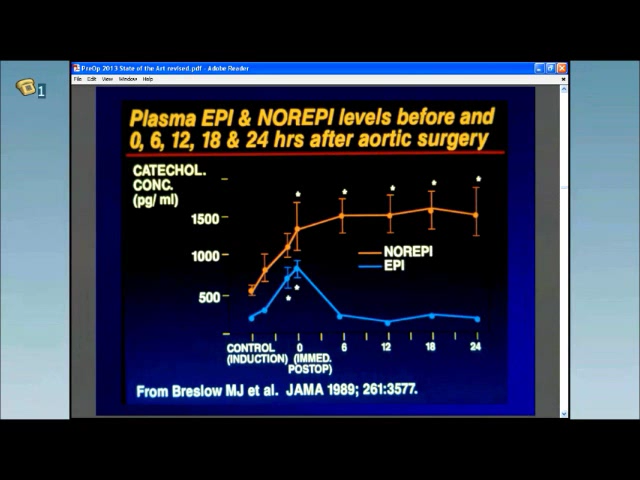 PreOp 2013 State of the Art revised.pdf - Adobe Reader
File Edit View Window Help
1
Plasma EPI & NOREPI levels before and
0, 6, 12, 18 & 24 hrs after aortic surgery
CATECHOL.
CONC.
(pg/ ml)
1500
1000
500
NOREPI
EPI
CONTROL
(INDUCTION)
0
(IMMED.
POSTOP)
6
12
18
24
From Breslow MJ et al. JAMA 1989; 261:3577.